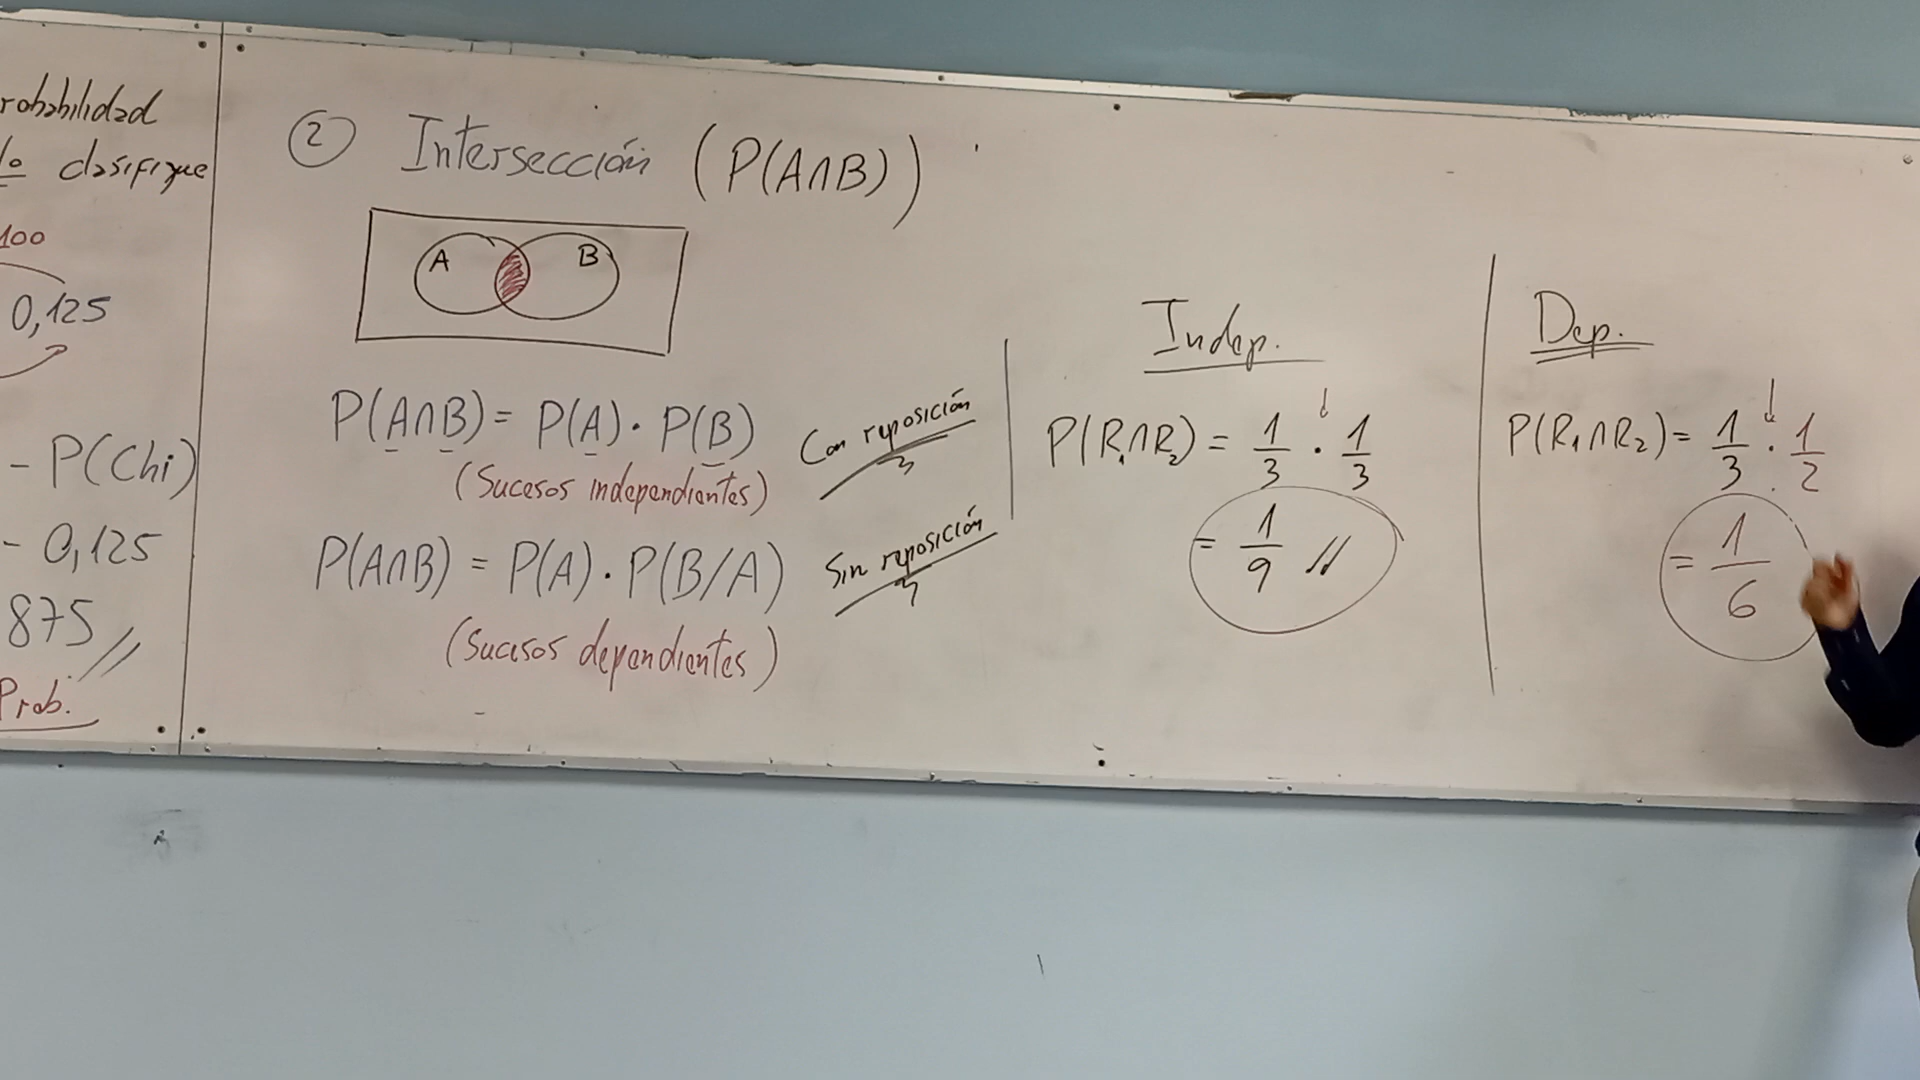 robabilidad
lo clasifique
100
0,125
- P(Chi)
- 0,125
875 //
Prob.
② Intersección (P(A∩B))
A B
P(A∩B) = P(A) · P(B) Con reposición
(Sucesos independientes)
P(A∩B) = P(A) · P(B/A) Sin reposición
(Sucesos dependientes)
Indep.
P(R₁∩R₂) = 1/3 · 1/3
= 1/9 //
Dep.
P(R₁∩R₂) = 1/3 · 1/2
= 1/6